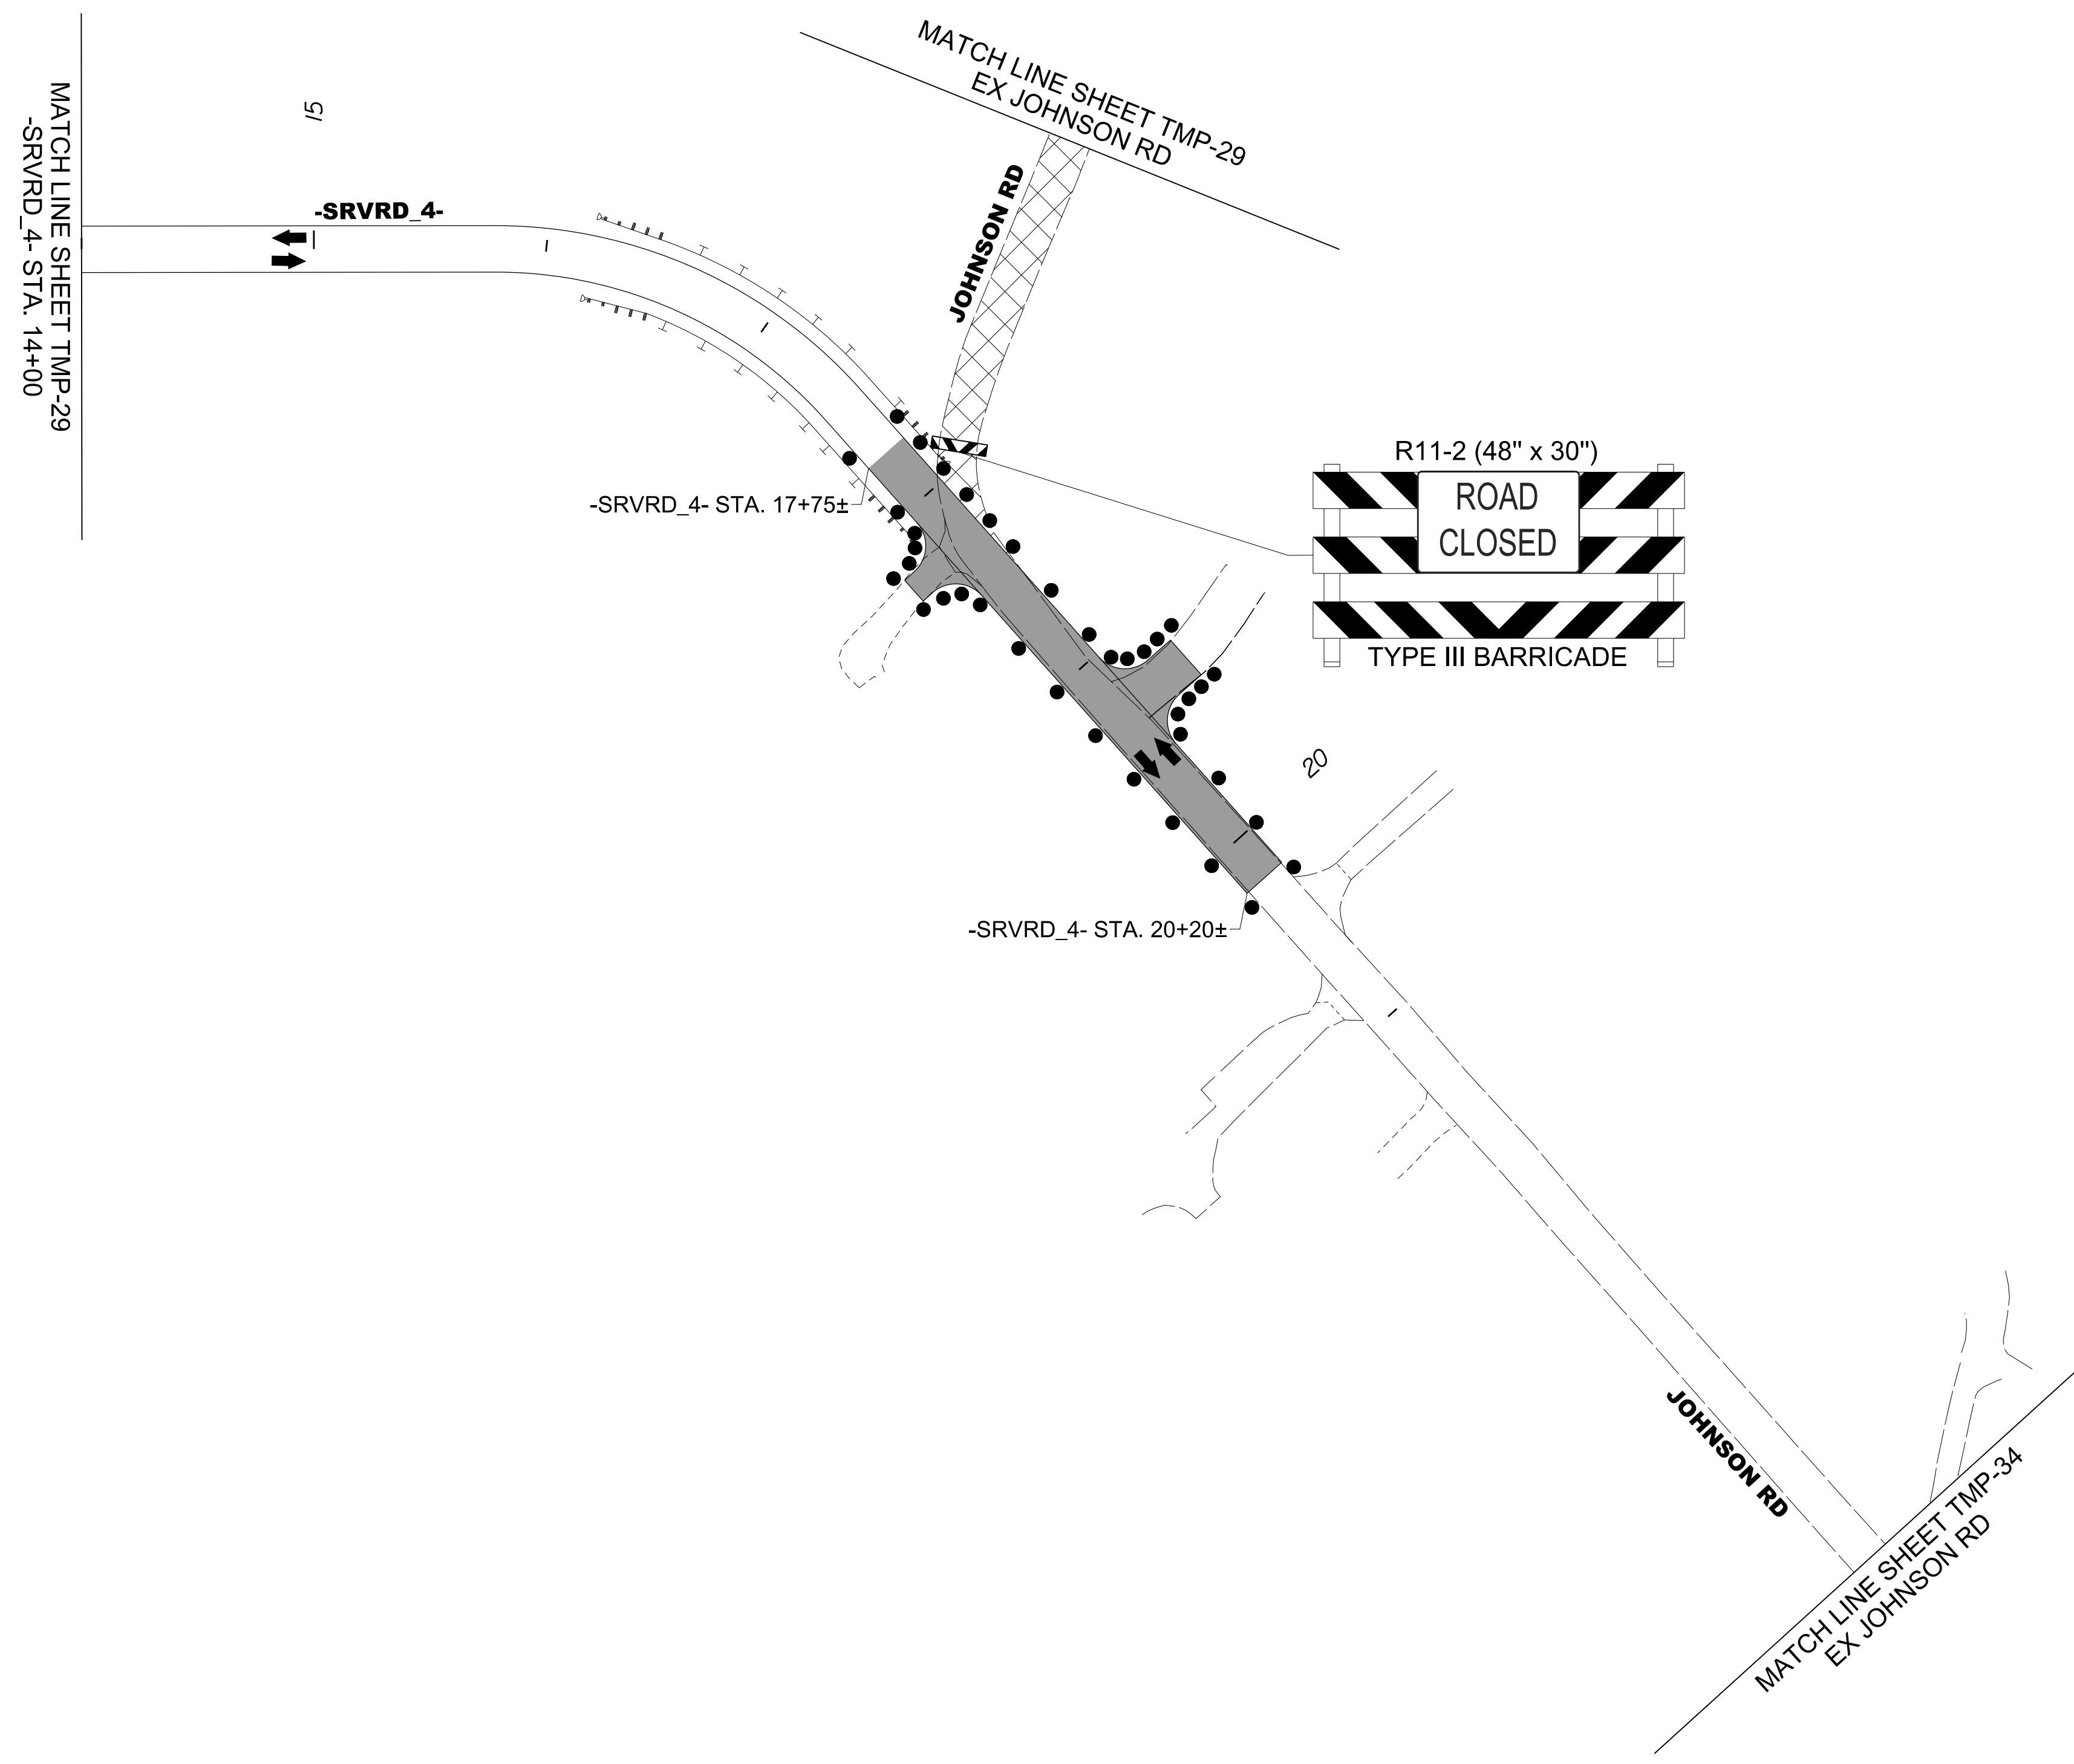 MATCH LINE SHEET TMP-29
EX JOHNSON RD
MATCH LINE SHEET TMP-29
-SRVRD_4- STA. 14+00
15
-SRVRD_4-
JOHNSON RD
R11-2 (48" x 30")
ROAD
CLOSED
TYPE III BARRICADE
-SRVRD_4- STA. 17+75±
20
-SRVRD_4- STA. 20+20±
JOHNSON RD
MATCH LINE SHEET TMP-34
EX JOHNSON RD